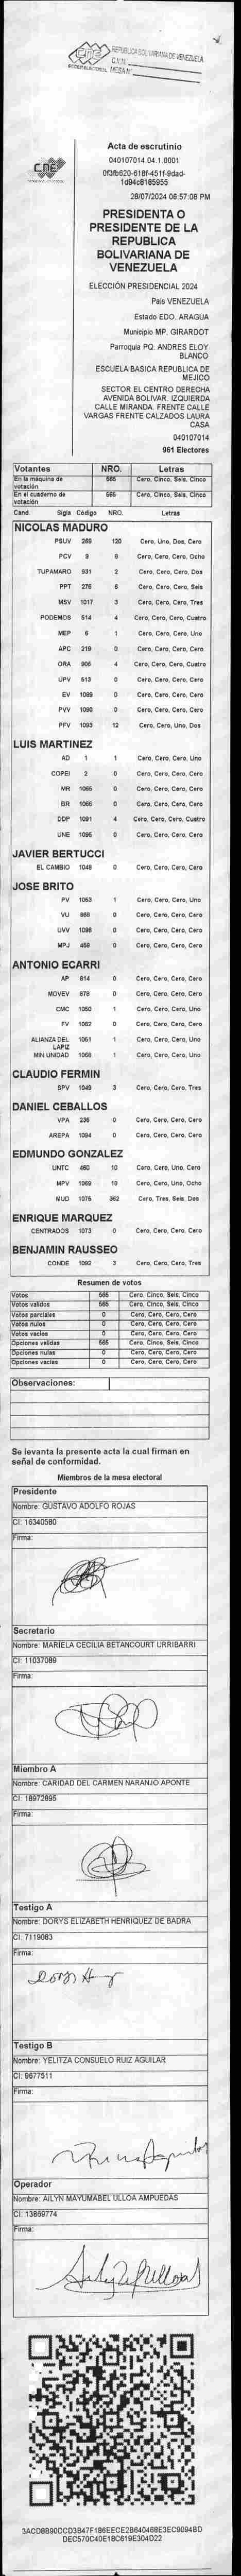 CNE REPUBLICA BOLIVARIANA DE VENEZUELA
C.N.E.
PODER ELECTORAL MESA Nº
CNE
Acta de escrutinio
040107014.04.1.0001
28/07/2024 06:57:08 PM
PRESIDENTA O
PRESIDENTE DE LA
REPUBLICA
BOLIVARIANA DE
VENEZUELA
ELECCIÓN PRESIDENCIAL 2024
País VENEZUELA
Estado EDO. ARAGUA
Municipio MP. GIRARDOT
Parroquia PQ. ANDRES ELOY
BLANCO
ESCUELA BASICA REPUBLICA DE
MEJICO
SECTOR EL CENTRO DERECHA
AVENIDA BOLIVAR. IZQUIERDA
CALLE MIRANDA. FRENTE CALLE
VARGAS FRENTE CALZADOS LAURA
CASA
040107014
961 Electores
Votantes NRO. Letras
En la máquina de votación 565 Cero, Cinco, Seis, Cinco
En el cuaderno de votación 565 Cero, Cinco, Seis, Cinco
Cand. Sigla Código NRO. Letras
NICOLAS MADURO
PSUV 269 120 Cero, Uno, Dos, Cero
PCV 9 Cero, Cero, Cero, Ocho
TUPAMARO 931 2 Cero, Cero, Cero, Dos
PPT 276 6 Cero, Cero, Cero, Seis
MSV 1017 3 Cero, Cero, Cero, Tres
PODEMOS 514 4 Cero, Cero, Cero, Cuatro
MEP 6 1 Cero, Cero, Cero, Uno
APC 219 0 Cero, Cero, Cero, Cero
ORA 906 4 Cero, Cero, Cero, Cuatro
UPV 613 0 Cero, Cero, Cero, Cero
EV 1089 0 Cero, Cero, Cero, Cero
PVV 1090 0 Cero, Cero, Cero, Cero
PFV 1093 12 Cero, Cero, Uno, Dos
LUIS MARTINEZ
AD 1 1 Cero, Cero, Cero, Uno
COPEI 2 0 Cero, Cero, Cero, Cero
MR 1065 0 Cero, Cero, Cero, Cero
BR 1066 0 Cero, Cero, Cero, Cero
DDP 1091 4 Cero, Cero, Cero, Cuatro
UNE 1095 0 Cero, Cero, Cero, Cero
JAVIER BERTUCCI
EL CAMBIO 1048 0 Cero, Cero, Cero, Cero
JOSE BRITO
PV 1063 1 Cero, Cero, Cero, Uno
VU 868 0 Cero, Cero, Cero, Cero
UVV 1096 0 Cero, Cero, Cero, Cero
MPJ 459 0 Cero, Cero, Cero, Cero
ANTONIO ECARRI
AP 814 0 Cero, Cero, Cero, Cero
MOVEV 878 0 Cero, Cero, Cero, Cero
CMC 1050 1 Cero, Cero, Cero, Uno
FV 1062 0 Cero, Cero, Cero, Cero
ALIANZA DEL LAPIZ 1051 1 Cero, Cero, Cero, Uno
MIN UNIDAD 1068 1 Cero, Cero, Cero, Uno
CLAUDIO FERMIN
SPV 1049 3 Cero, Cero, Cero, Tres
DANIEL CEBALLOS
VPA 236 0 Cero, Cero, Cero, Cero
AREPA 1094 0 Cero, Cero, Cero, Cero
EDMUNDO GONZALEZ
UNTC 460 10 Cero, Cero, Uno, Cero
MPV 1069 18 Cero, Cero, Uno, Ocho
MUD 1075 362 Cero, Tres, Seis, Dos
ENRIQUE MARQUEZ
CENTRADOS 1073 0 Cero, Cero, Cero, Cero
BENJAMIN RAUSSEO
CONDE 1092 3 Cero, Cero, Cero, Tres
Resumen de votos
Votos 565 Cero, Cinco, Seis, Cinco
Votos validos 565 Cero, Cinco, Seis, Cinco
Votos parciales 0 Cero, Cero, Cero, Cero
Votos nulos 0 Cero, Cero, Cero, Cero
Votos vacios 0 Cero, Cero, Cero, Cero
Opciones validas 565 Cero, Cinco, Seis, Cinco
Opciones nulas 0 Cero, Cero, Cero, Cero
Opciones vacias 0 Cero, Cero, Cero, Cero
Observaciones:
Se levanta la presente acta la cual firman en
señal de conformidad.
Miembros de la mesa electoral
Presidente
Nombre: GUSTAVO ADOLFO ROJAS
CI: 16340580
Firma:
Secretario
Nombre: MARIELA CECILIA BETANCOURT URRIBARRI
CI: 11037089
Firma:
Miembro A
Nombre: CARIDAD DEL CARMEN NARANJO APONTE
CI: 18972895
Firma:
Testigo A
Nombre: DORYS ELIZABETH HENRIQUEZ DE BADRA
CI: 7119083
Firma:
Testigo B
Nombre: YELITZA CONSUELO RUIZ AGUILAR
CI: 9677511
Firma:
Operador
Nombre: AILYN MAYUMABEL ULLOA AMPUEDAS
CI: 13869774
Firma: